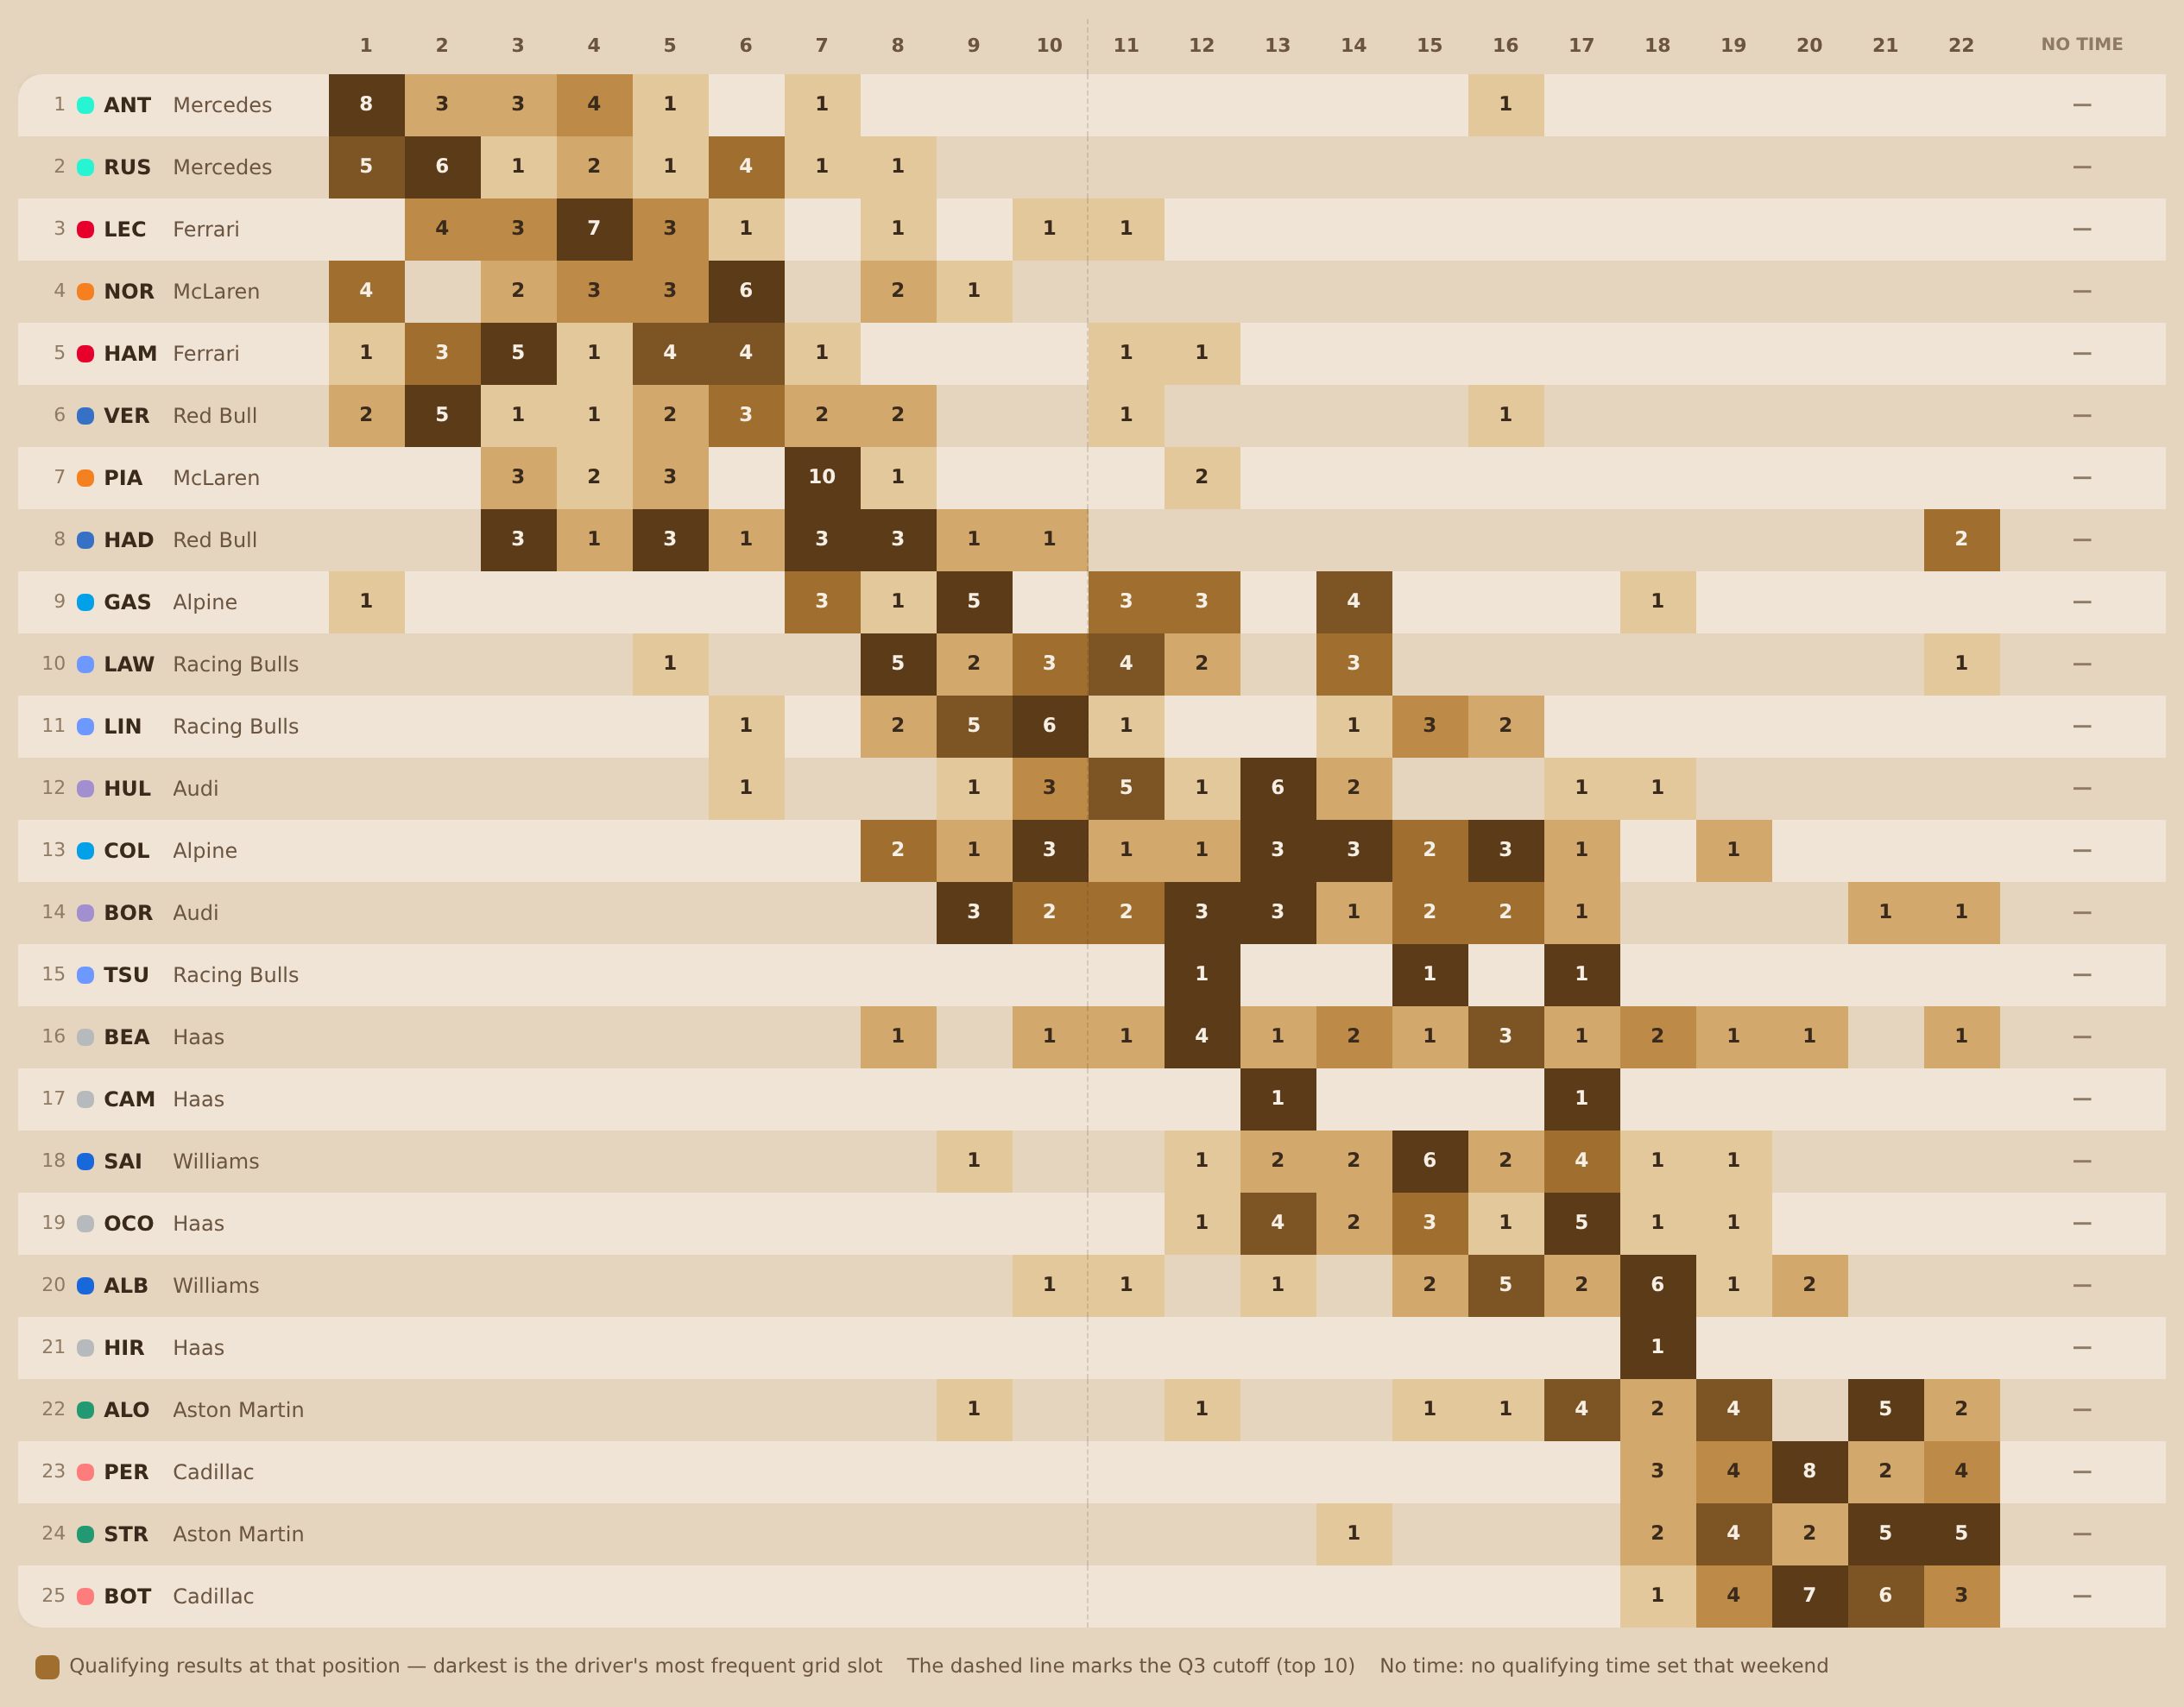 1 2 3 4 5 6 7 8 9 10 11 12 13 14 15 16 17 18 19 20 21 22 NO TIME
1 ANT Mercedes 8 3 3 4 1 1 1 —
2 RUS Mercedes 5 6 1 2 1 4 1 1 —
3 LEC Ferrari 4 3 7 3 1 1 1 1 —
4 NOR McLaren 4 2 3 3 6 2 1 —
5 HAM Ferrari 1 3 5 1 4 4 1 1 1 —
6 VER Red Bull 2 5 1 1 2 3 2 2 1 1 —
7 PIA McLaren 3 2 3 10 1 2 —
8 HAD Red Bull 3 1 3 1 3 3 1 1 2 —
9 GAS Alpine 1 3 1 5 3 3 4 1 —
10 LAW Racing Bulls 1 5 2 3 4 2 3 1 —
11 LIN Racing Bulls 1 2 5 6 1 1 3 2 —
12 HUL Audi 1 1 3 5 1 6 2 1 1 —
13 COL Alpine 2 1 3 1 1 3 3 2 3 1 1 —
14 BOR Audi 3 2 2 3 3 1 2 2 1 1 1 —
15 TSU Racing Bulls 1 1 1 —
16 BEA Haas 1 1 1 4 1 2 1 3 1 2 1 1 1 —
17 CAM Haas 1 1 —
18 SAI Williams 1 1 2 2 6 2 4 1 1 —
19 OCO Haas 1 4 2 3 1 5 1 1 —
20 ALB Williams 1 1 1 2 5 2 6 1 2 —
21 HIR Haas 1 —
22 ALO Aston Martin 1 1 1 1 4 2 4 5 2 —
23 PER Cadillac 3 4 8 2 4 —
24 STR Aston Martin 1 2 4 2 5 5 —
25 BOT Cadillac 1 4 7 6 3 —
Qualifying results at that position — darkest is the driver's most frequent grid slot The dashed line marks the Q3 cutoff (top 10) No time: no qualifying time set that weekend